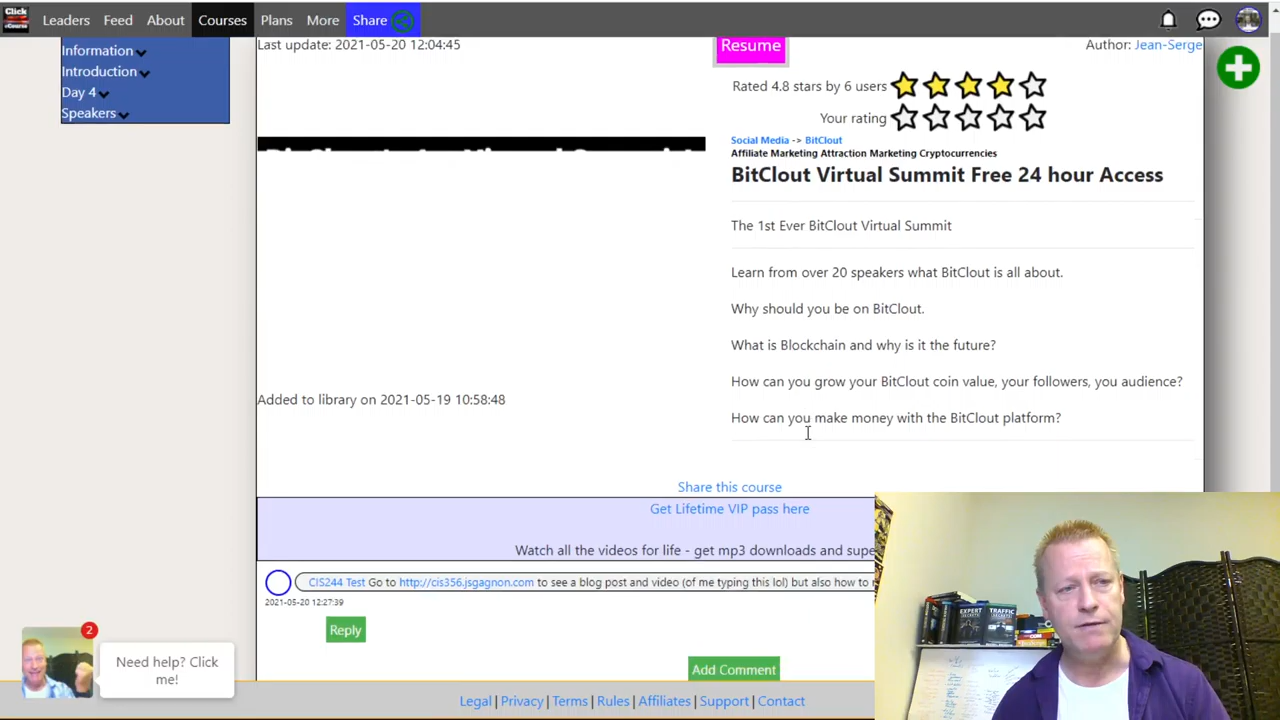 Click
eCourse
Leaders
Feed
About
Courses
Plans
More
Share
Information
Introduction
Day 4
Speakers
Last update: 2021-05-20 12:04:45
Resume
Author: Jean-Serge
Rated 4.8 stars by 6 users
Your rating
Social Media -> BitClout
Affiliate Marketing Attraction Marketing Cryptocurrencies
BitClout Virtual Summit Free 24 hour Access
The 1st Ever BitClout Virtual Summit
Learn from over 20 speakers what BitClout is all about.
Why should you be on BitClout.
What is Blockchain and why is it the future?
How can you grow your BitClout coin value, your followers, you audience?
How can you make money with the BitClout platform?
Added to library on 2021-05-19 10:58:48
Share this course
Get Lifetime VIP pass here
Watch all the videos for life - get mp3 downloads and supe
CIS244 Test Go to http://cis356.jsgagnon.com to see a blog post and video (of me typing this lol) but also how to
2021-05-20 12:27:39
Reply
Add Comment
2
Need help? Click
me!
Legal | Privacy | Terms | Rules | Affiliates | Support | Contact
EXPERT
SECRETS
TRAFFIC
SECRETS